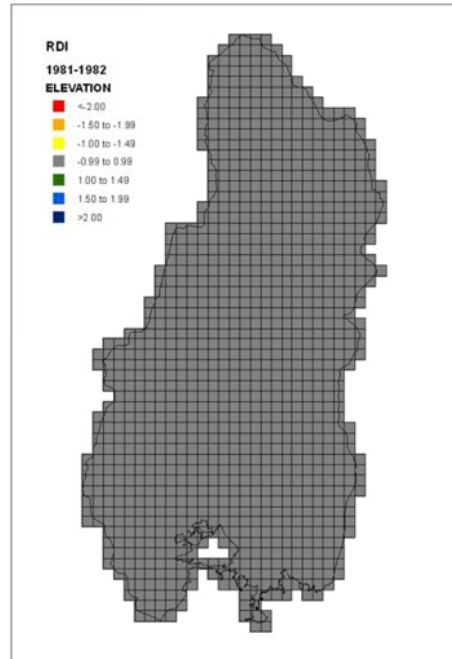 RDI
1981-1982
ELEVATION
<-2.00
-1.50 to -1.99
-1.00 to -1.49
-0.99 to 0.99
1.00 to 1.49
1.50 to 1.99
>2.00